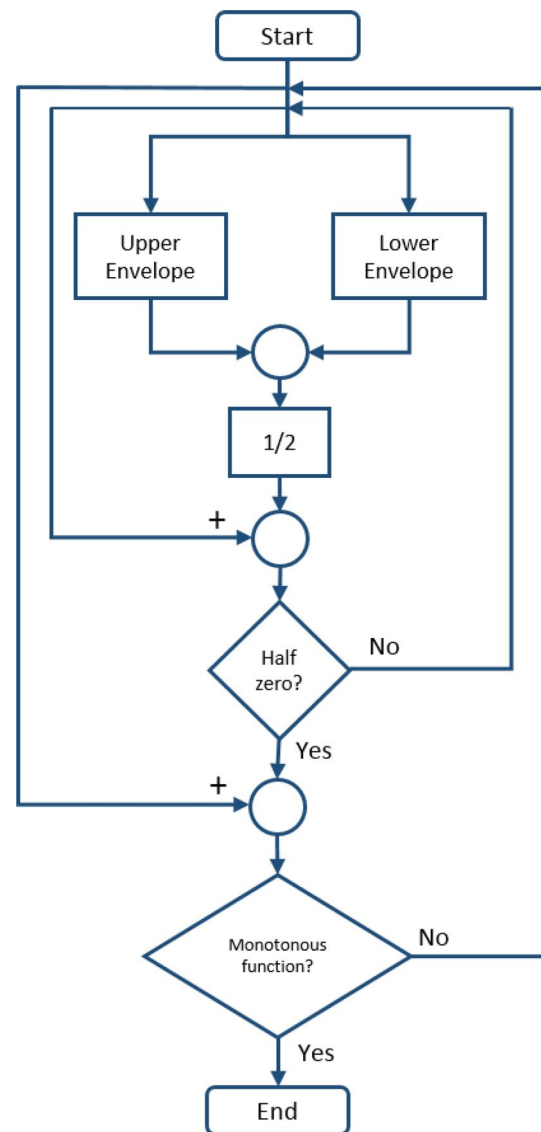 Start
Upper
Envelope
Lower
Envelope
1/2
+
Half
zero?
No
Yes
+
Monotonous
function?
No
Yes
End